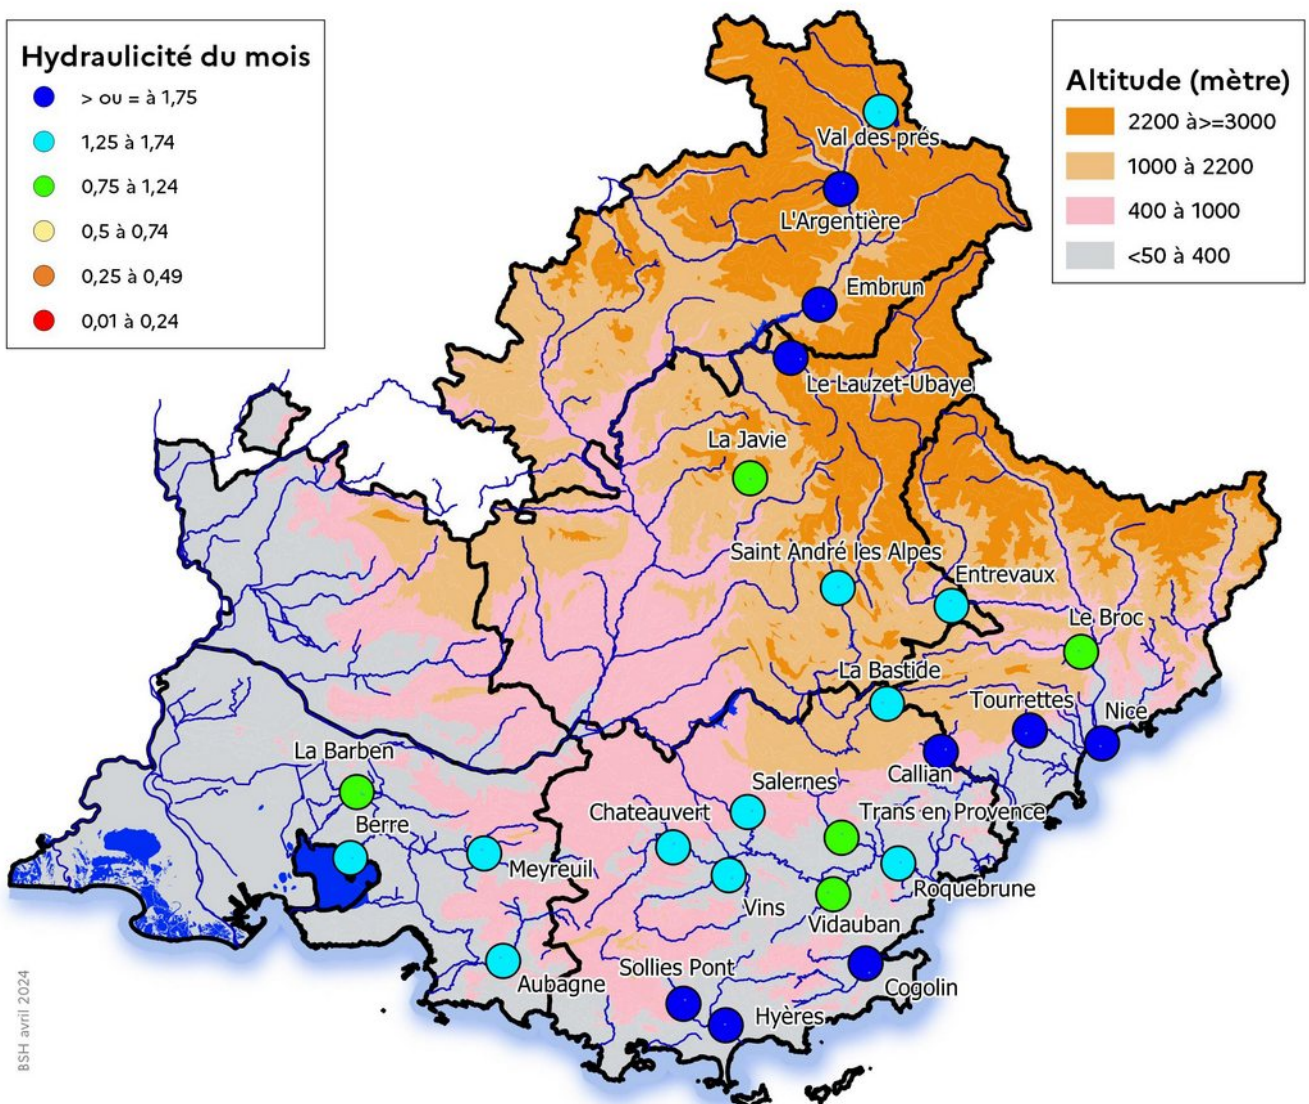 Hydraulicité du mois
> ou = à 1,75
1,25 à 1,74
0,75 à 1,24
0,5 à 0,74
0,25 à 0,49
0,01 à 0,24
Altitude (mètre)
2200 à>=3000
1000 à 2200
400 à 1000
<50 à 400
Val des prés
L'Argentière
Embrun
Le Lauzet-Ubaye
La Javie
Saint André les Alpes
Entrevaux
Le Broc
La Bastide
Tourrettes
Nice
Callian
La Barben
Salernes
Chateauvert
Trans en Provence
Berre
Meyreuil
Roquebrune
Vins
Vidauban
Sollies Pont
Aubagne
Cogolin
Hyères
BSH avril 2024